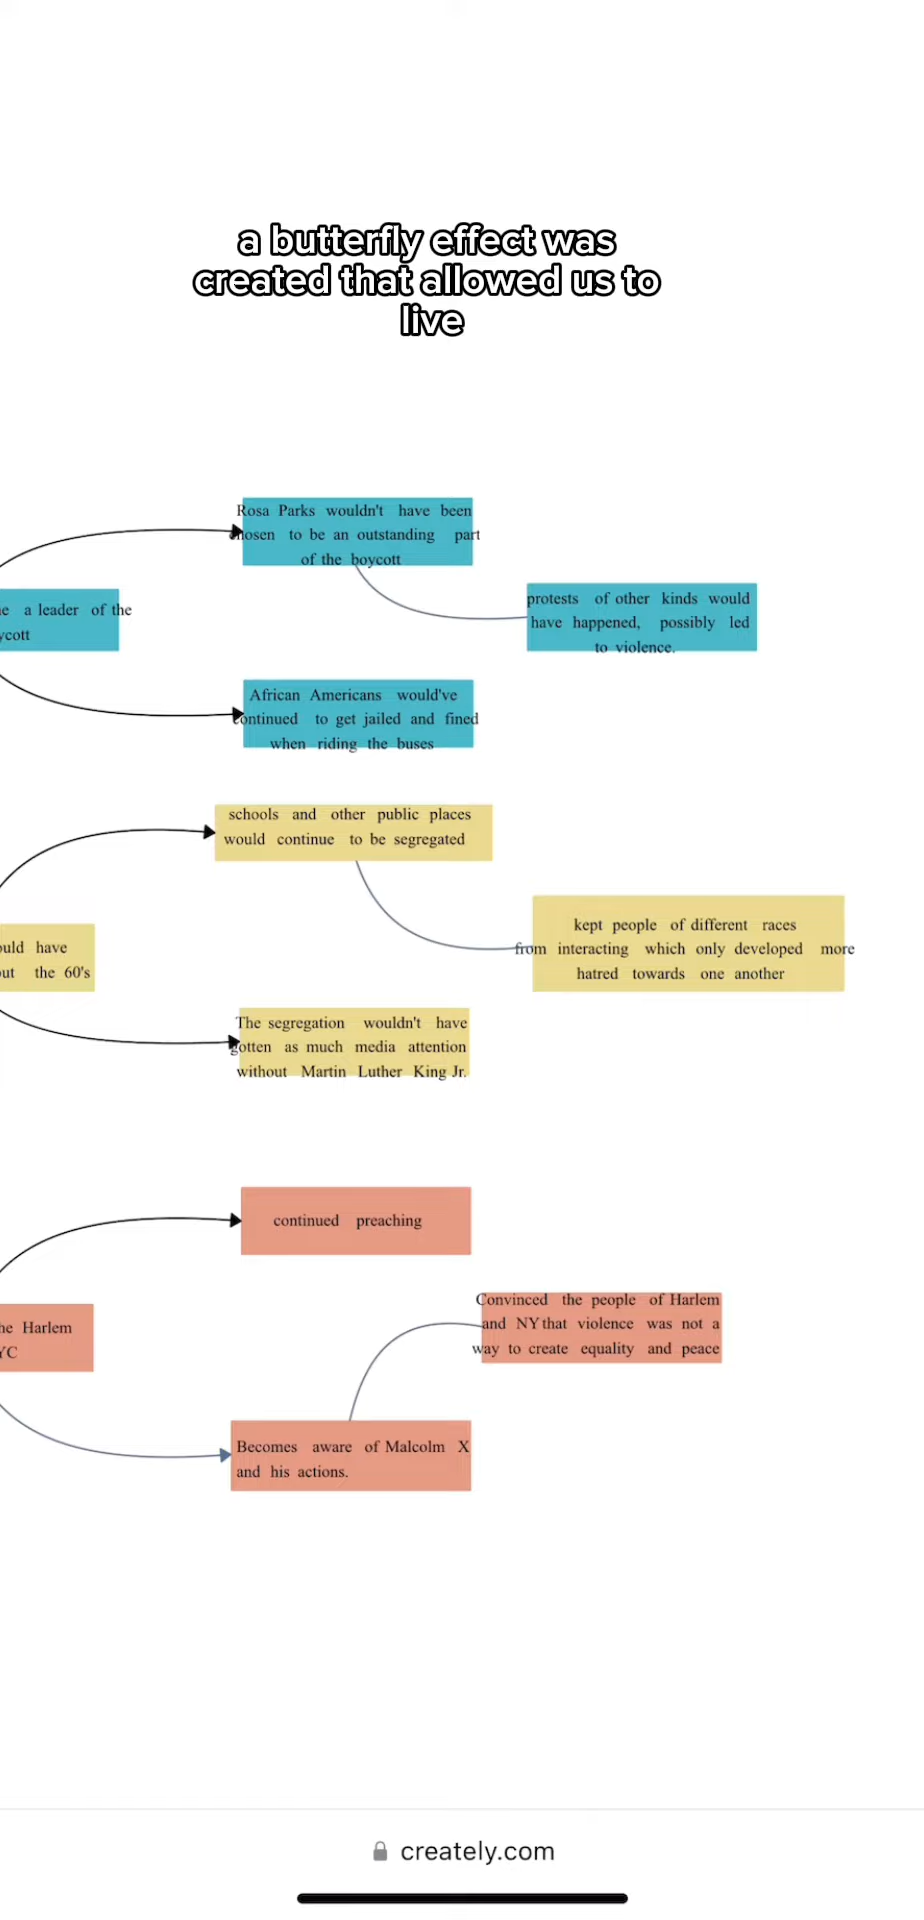 a butterfly effect was
created that allowed us to
live
Rosa Parks wouldn't have been
chosen to be an outstanding part
of the boycott
a leader of the
protests of other kinds would
have happened, possibly led
to violence.
African Americans would've
continued to get jailed and fined
when riding the buses
schools and other public places
would continue to be segregated
kept people of different races
from interacting which only developed more
hatred towards one another
have
the 60's
The segregation wouldn't have
gotten as much media attention
without Martin Luther King Jr.
continued preaching
Harlem
Convinced the people of Harlem
and NY that violence was not a
way to create equality and peace
Becomes aware of Malcolm X
and his actions.
creately.com